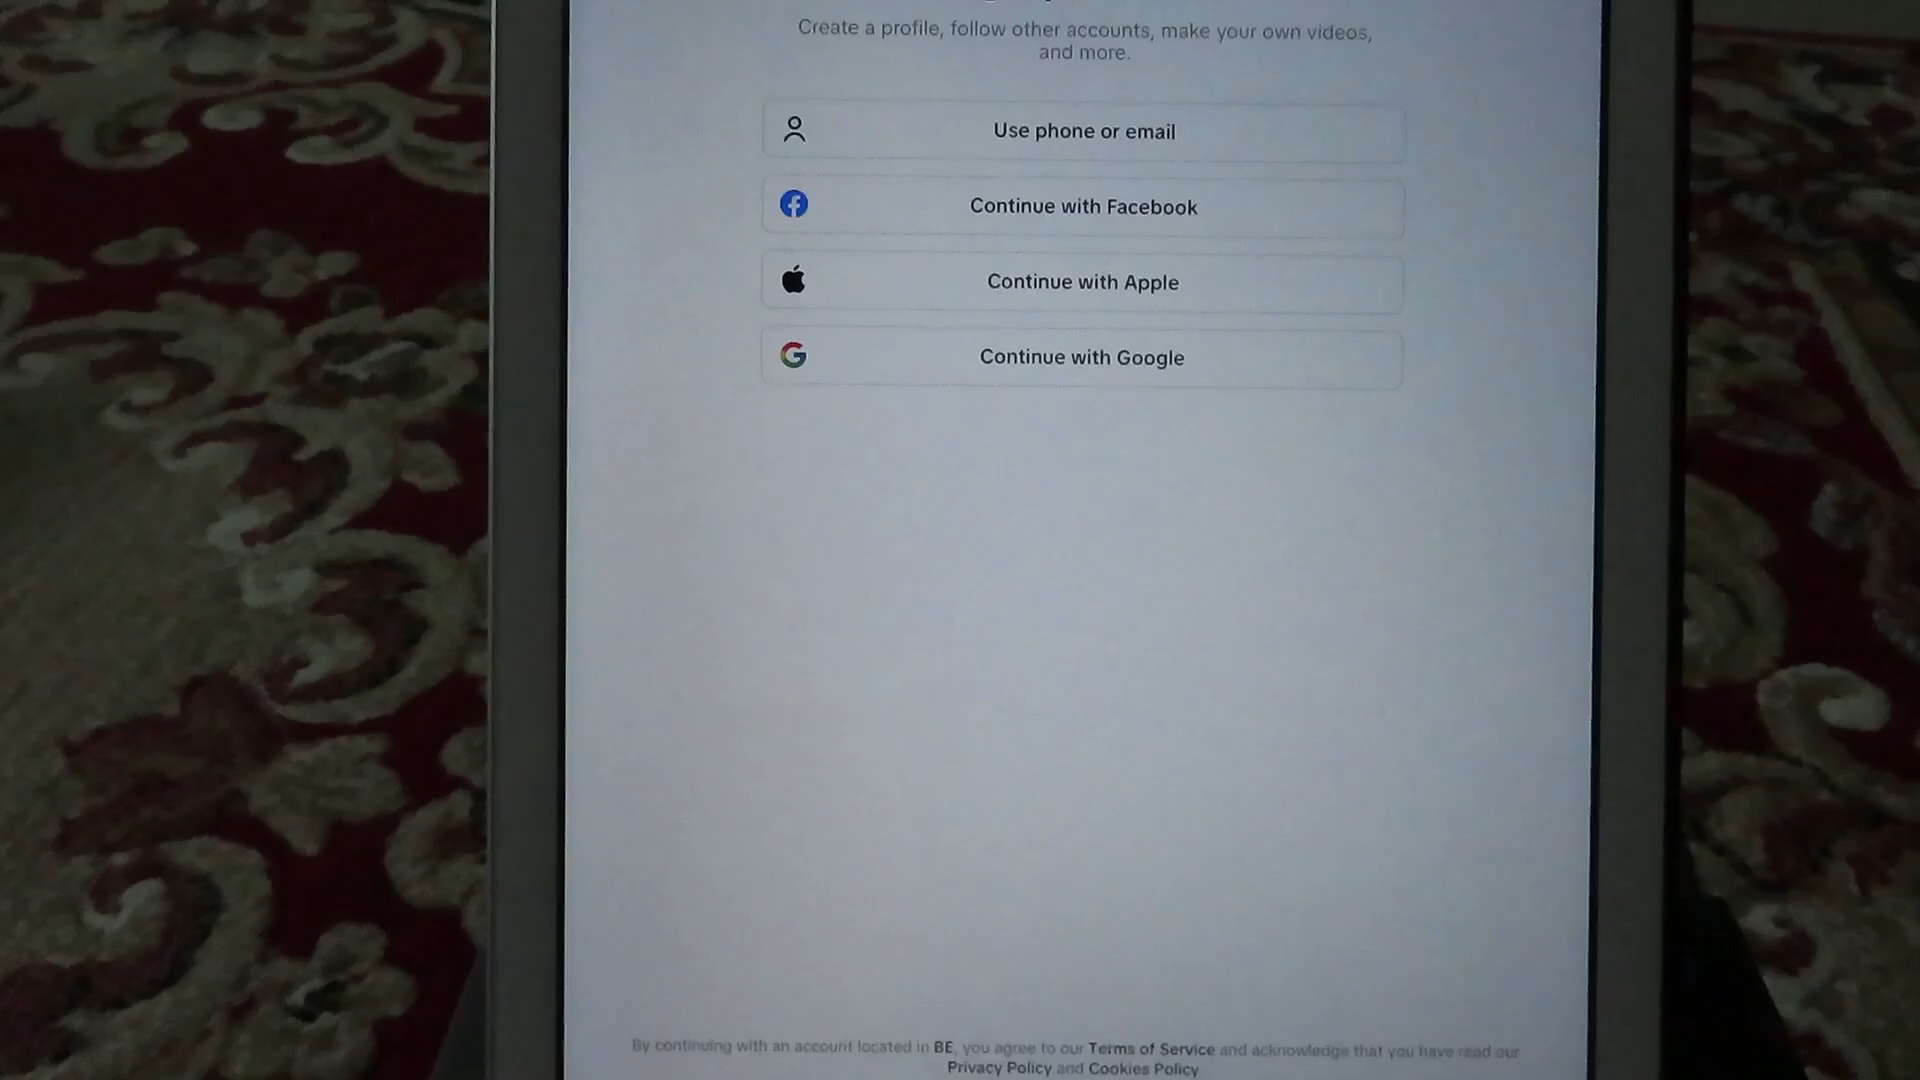 Create a profile, follow other accounts, make your own videos,
and more.
Use phone or email
Continue with Facebook
Continue with Apple
Continue with Google
By continuing with an account located in BE, you agree to our Terms of Service and acknowledge that you have read our
Privacy Policy and Cookies Policy